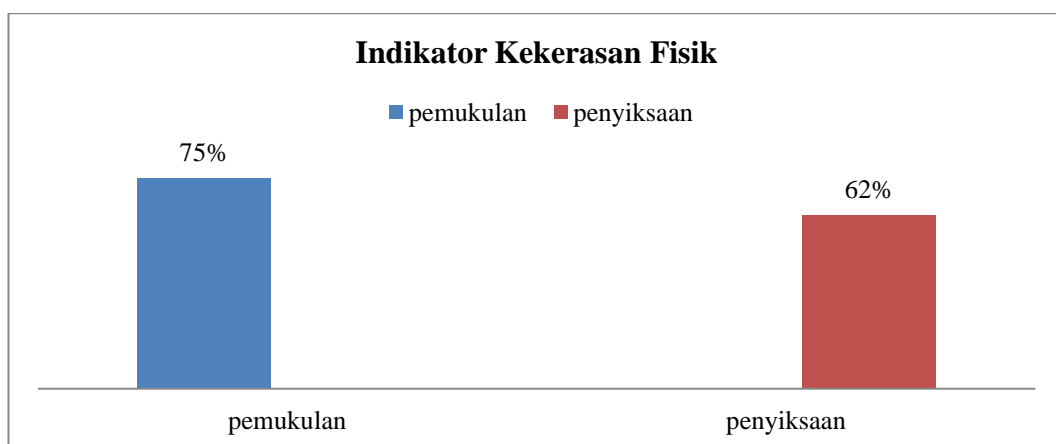 Indikator Kekerasan Fisik
pemukulan penyiksaan
75%
62%
pemukulan penyiksaan